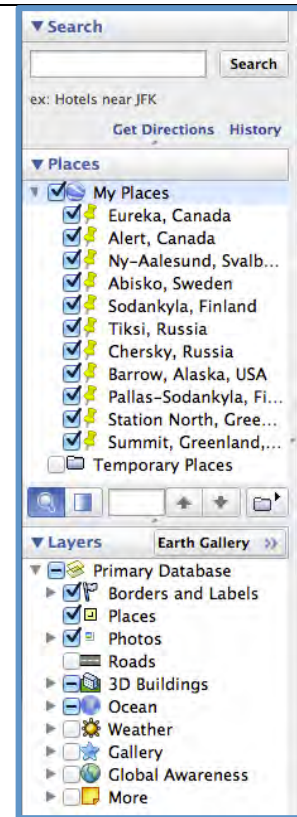 Search
Search
ex: Hotels near JFK
Get Directions History
Places
My Places
Eureka, Canada
Alert, Canada
Ny-Aalesund, Svalb...
Abisko, Sweden
Sodankyla, Finland
Tiksi, Russia
Chersky, Russia
Barrow, Alaska, USA
Pallas-Sodankyla, Fi...
Station North, Gree...
Summit, Greenland,...
Temporary Places
Layers Earth Gallery >>
Primary Database
Borders and Labels
Places
Photos
Roads
3D Buildings
Ocean
Weather
Gallery
Global Awareness
More